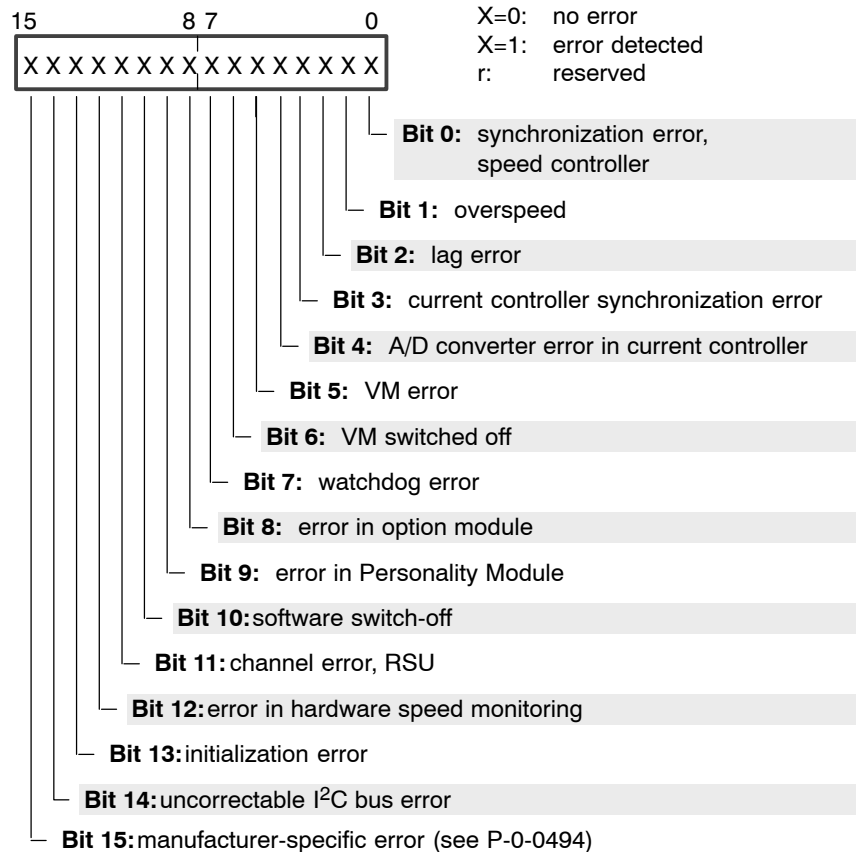 15 8 7 0
X X X X X X X X X X X X X X X X
X=0: no error
X=1: error detected
r: reserved
Bit 0: synchronization error,
speed controller
Bit 1: overspeed
Bit 2: lag error
Bit 3: current controller synchronization error
Bit 4: A/D converter error in current controller
Bit 5: VM error
Bit 6: VM switched off
Bit 7: watchdog error
Bit 8: error in option module
Bit 9: error in Personality Module
Bit 10: software switch-off
Bit 11: channel error, RSU
Bit 12: error in hardware speed monitoring
Bit 13: initialization error
Bit 14: uncorrectable I²C bus error
Bit 15: manufacturer-specific error (see P-0-0494)